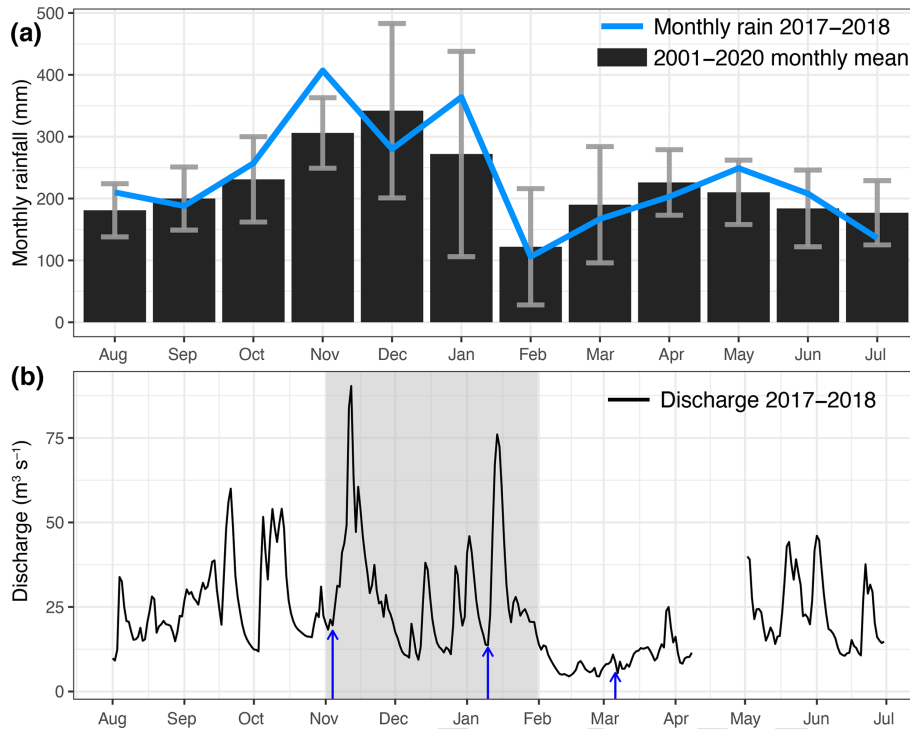 (a)
Monthly rainfall (mm)
500
400
300
200
100
0
Monthly rain 2017–2018
2001–2020 monthly mean
Aug Sep Oct Nov Dec Jan Feb Mar Apr May Jun Jul
(b)
Discharge (m³ s⁻¹)
75
50
25
0
Discharge 2017–2018
Aug Sep Oct Nov Dec Jan Feb Mar Apr May Jun Jul